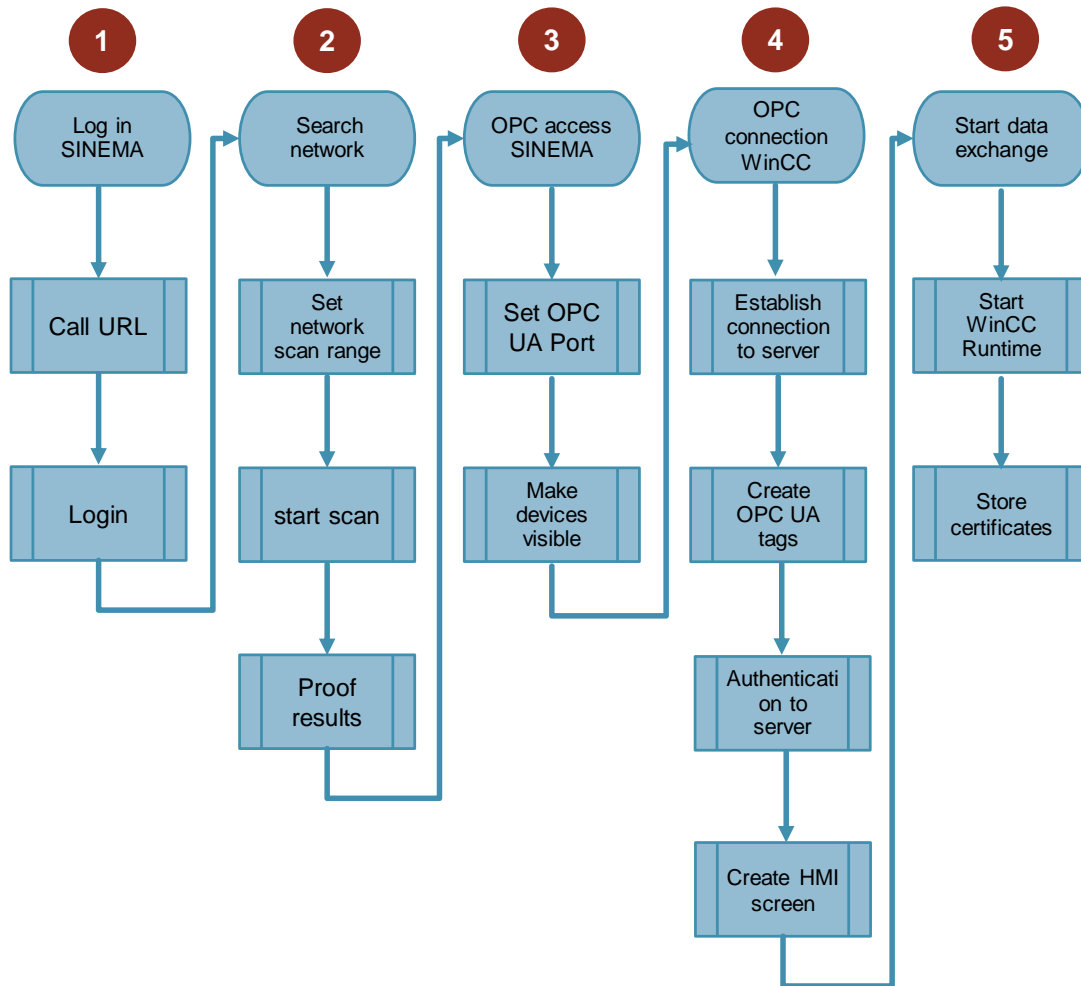 1
2
3
4
5
Log in
SINEMA
Search
network
OPC access
SINEMA
OPC
connection
WinCC
Start data
exchange
Call URL
Set
network
scan range
Set OPC
UA Port
Establish
connection
to server
Start
WinCC
Runtime
Login
start scan
Make
devices
visible
Create
OPC UA
tags
Store
certificates
Proof
results
Authenticati
on to
server
Create HMI
screen